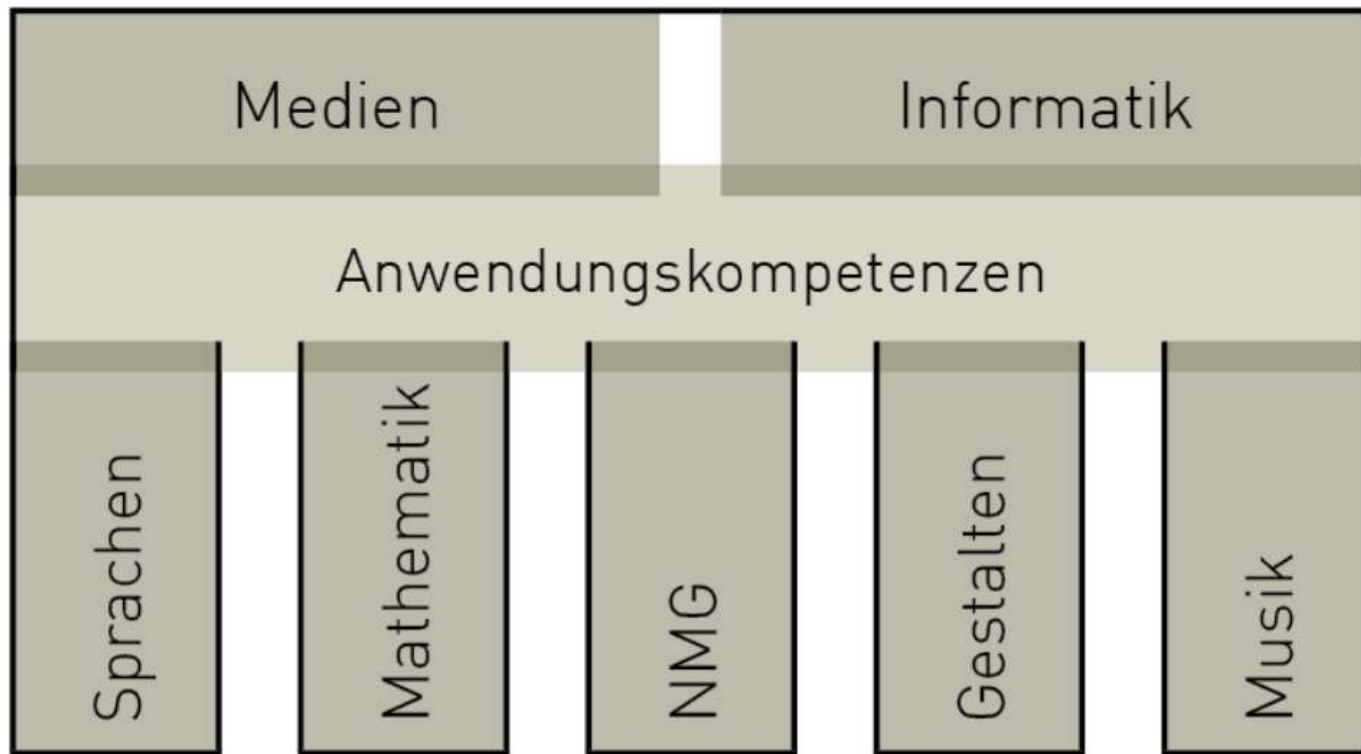 Medien
Informatik
Anwendungskompetenzen
Sprachen
Mathematik
NMG
Gestalten
Musik